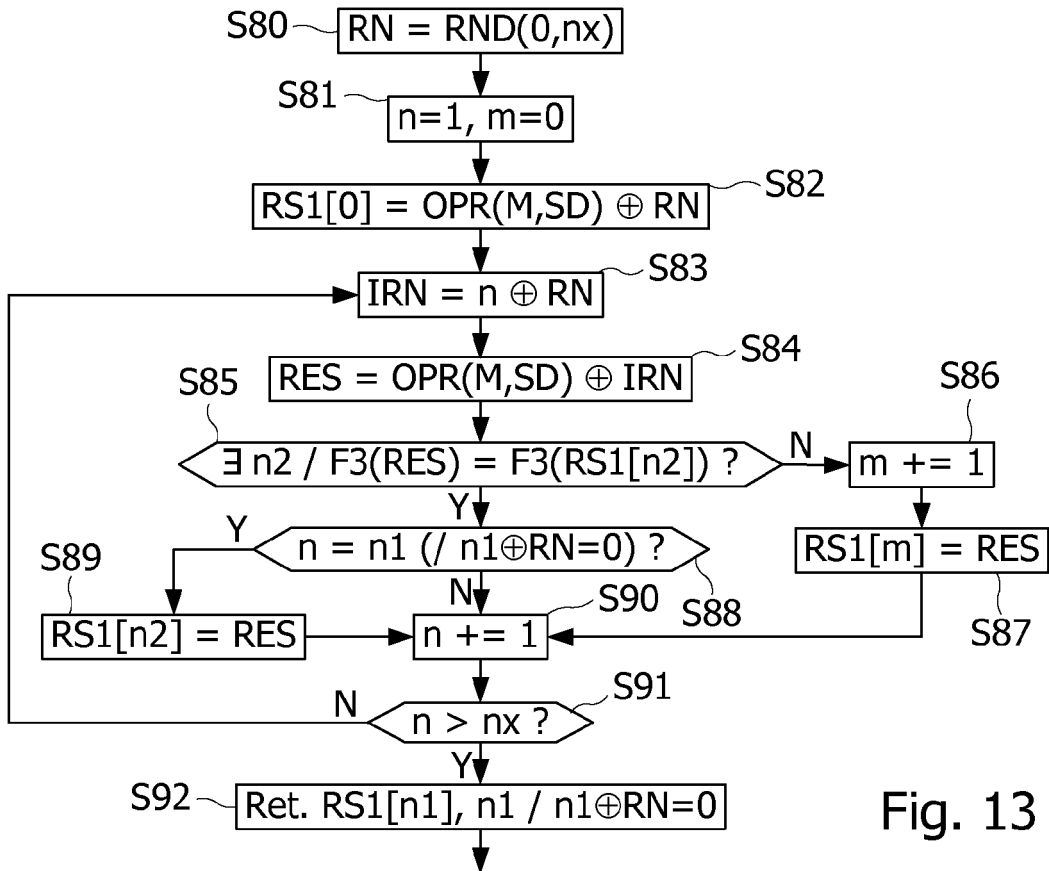 S80
RN = RND(0,nx)
S81
n=1, m=0
S82
RS1[0] = OPR(M,SD) ⊕ RN
S83
IRN = n ⊕ RN
S84
RES = OPR(M,SD) ⊕ IRN
S85
S86
∃ n2 / F3(RES) = F3(RS1[n2]) ?
N
m += 1
Y
Y
n = n1 (/ n1⊕RN=0) ?
RS1[m] = RES
S89
N
S90
S88
S87
RS1[n2] = RES
n += 1
S91
N
n > nx ?
Y
S92
Ret. RS1[n1], n1 / n1⊕RN=0
Fig. 13